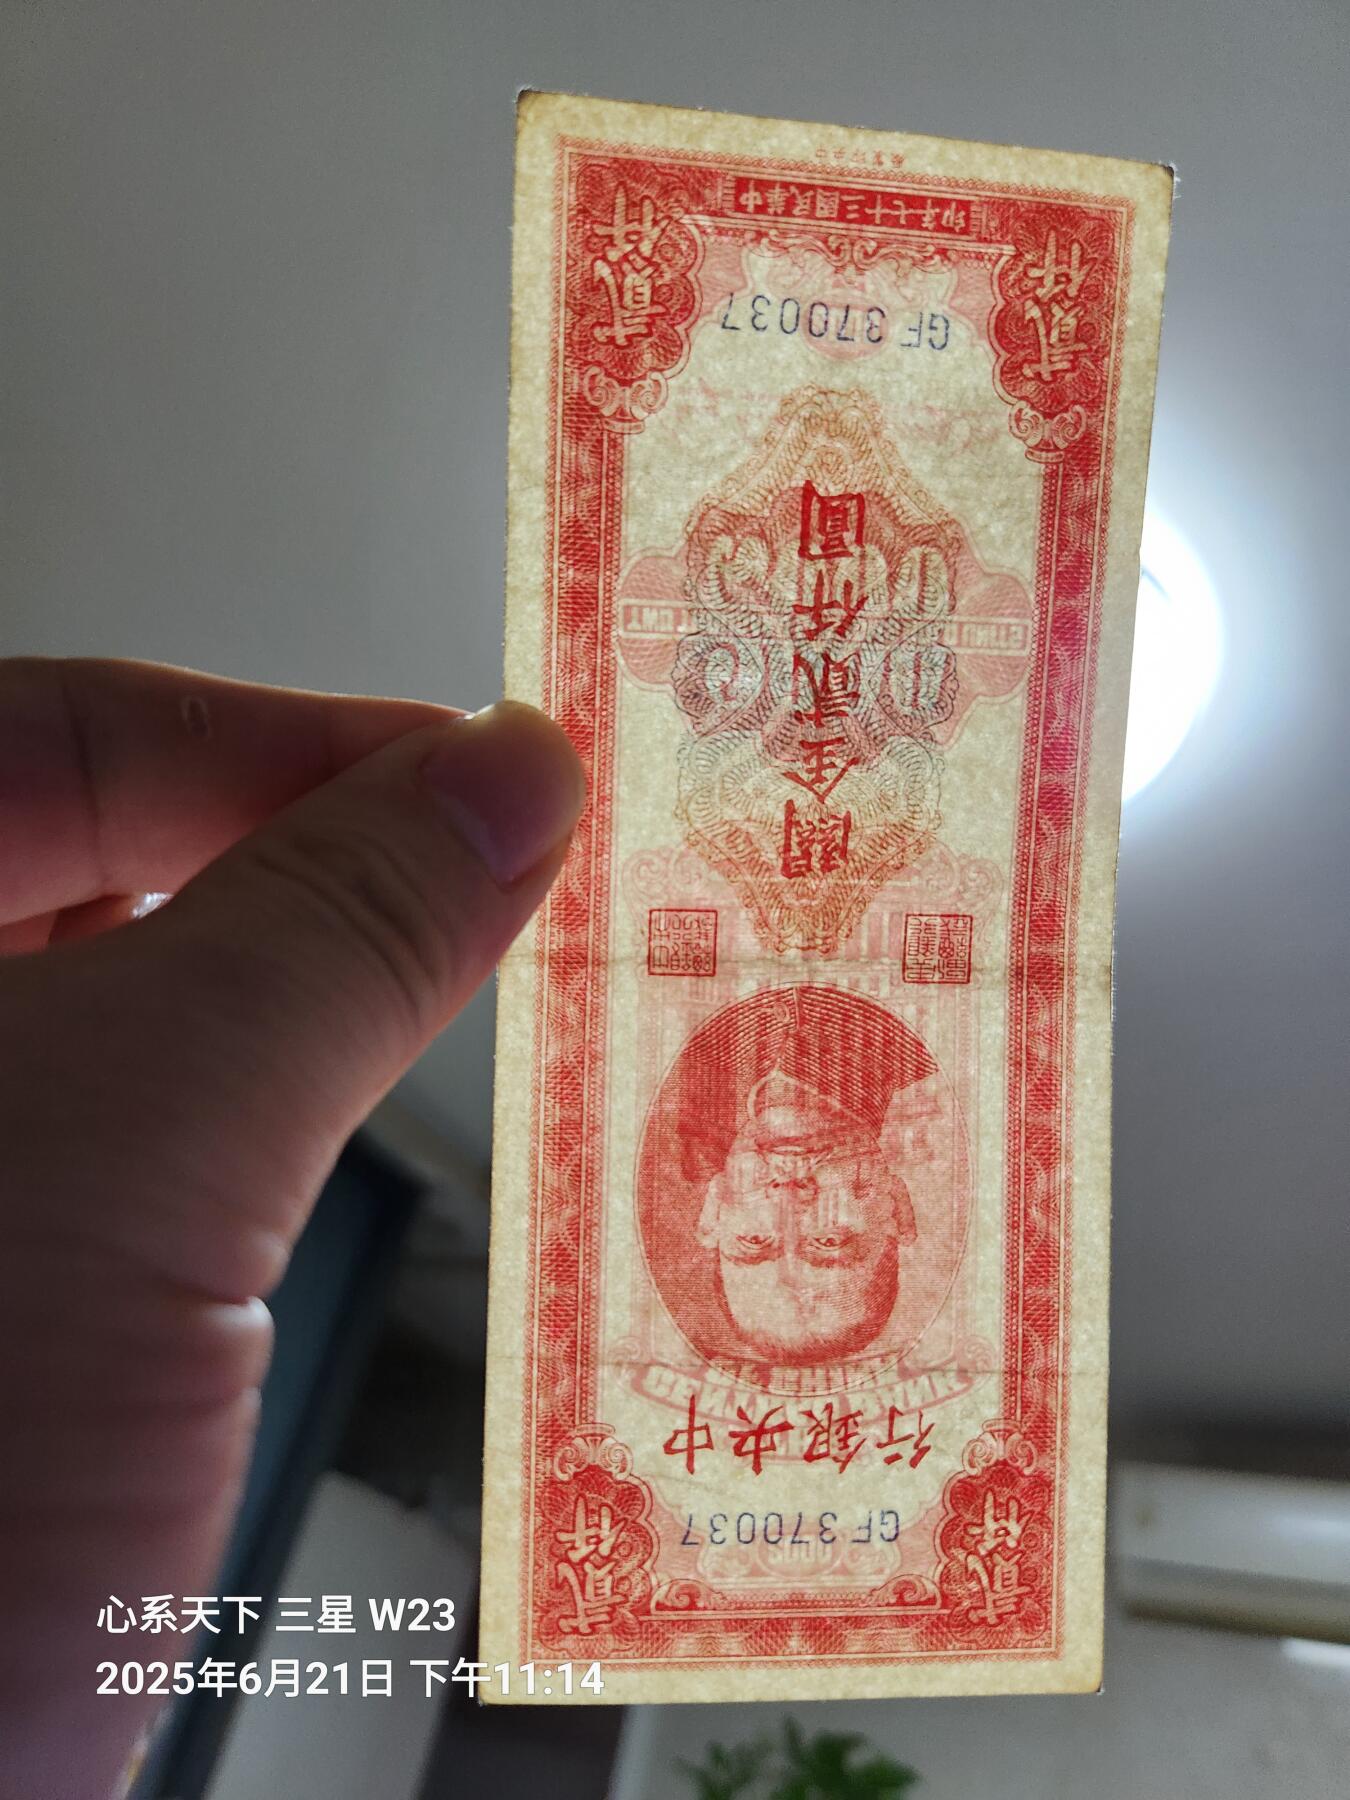 貳仟
貳仟
GF 370037
中央銀行
關金貳仟圓
GF 370037
貳仟
貳仟
中華民國三十七年印
心系天下 三星 W23
2025年6月21日 下午11:14